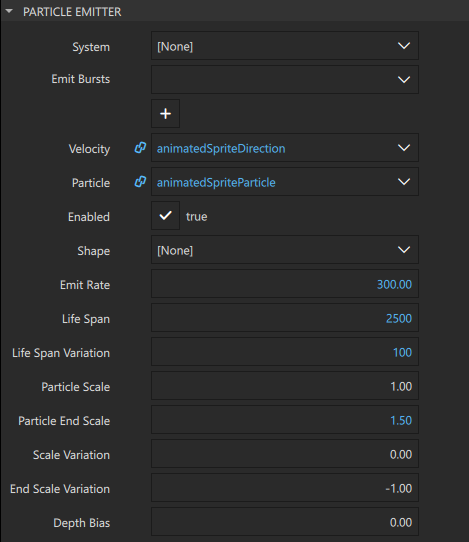 PARTICLE EMITTER
System [None]
Emit Bursts
+
Velocity animatedSpriteDirection
Particle animatedSpriteParticle
Enabled true
Shape [None]
Emit Rate 300.00
Life Span 2500
Life Span Variation 100
Particle Scale 1.00
Particle End Scale 1.50
Scale Variation 0.00
End Scale Variation -1.00
Depth Bias 0.00